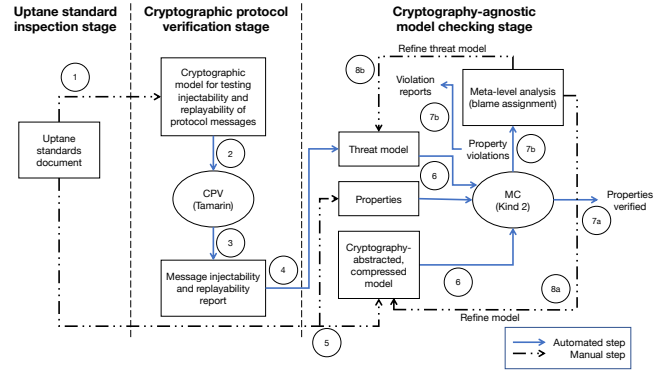 Uptane standard
inspection stage
Cryptographic protocol
verification stage
Cryptography-agnostic
model checking stage
1
Uptane
standards
document
Cryptographic
model for testing
injectability and
replayability of
protocol messages
2
CPV
(Tamarin)
3
Message injectability
and replayability
report
4
5
Refine threat model
8b
Violation
reports
7b
Meta-level analysis
(blame assignment)
Property
violations
7b
Threat model
6
Properties
MC
(Kind 2)
Properties
verified
7a
Cryptography-
abstracted,
compressed
model
6
8a
Refine model
Automated step
Manual step